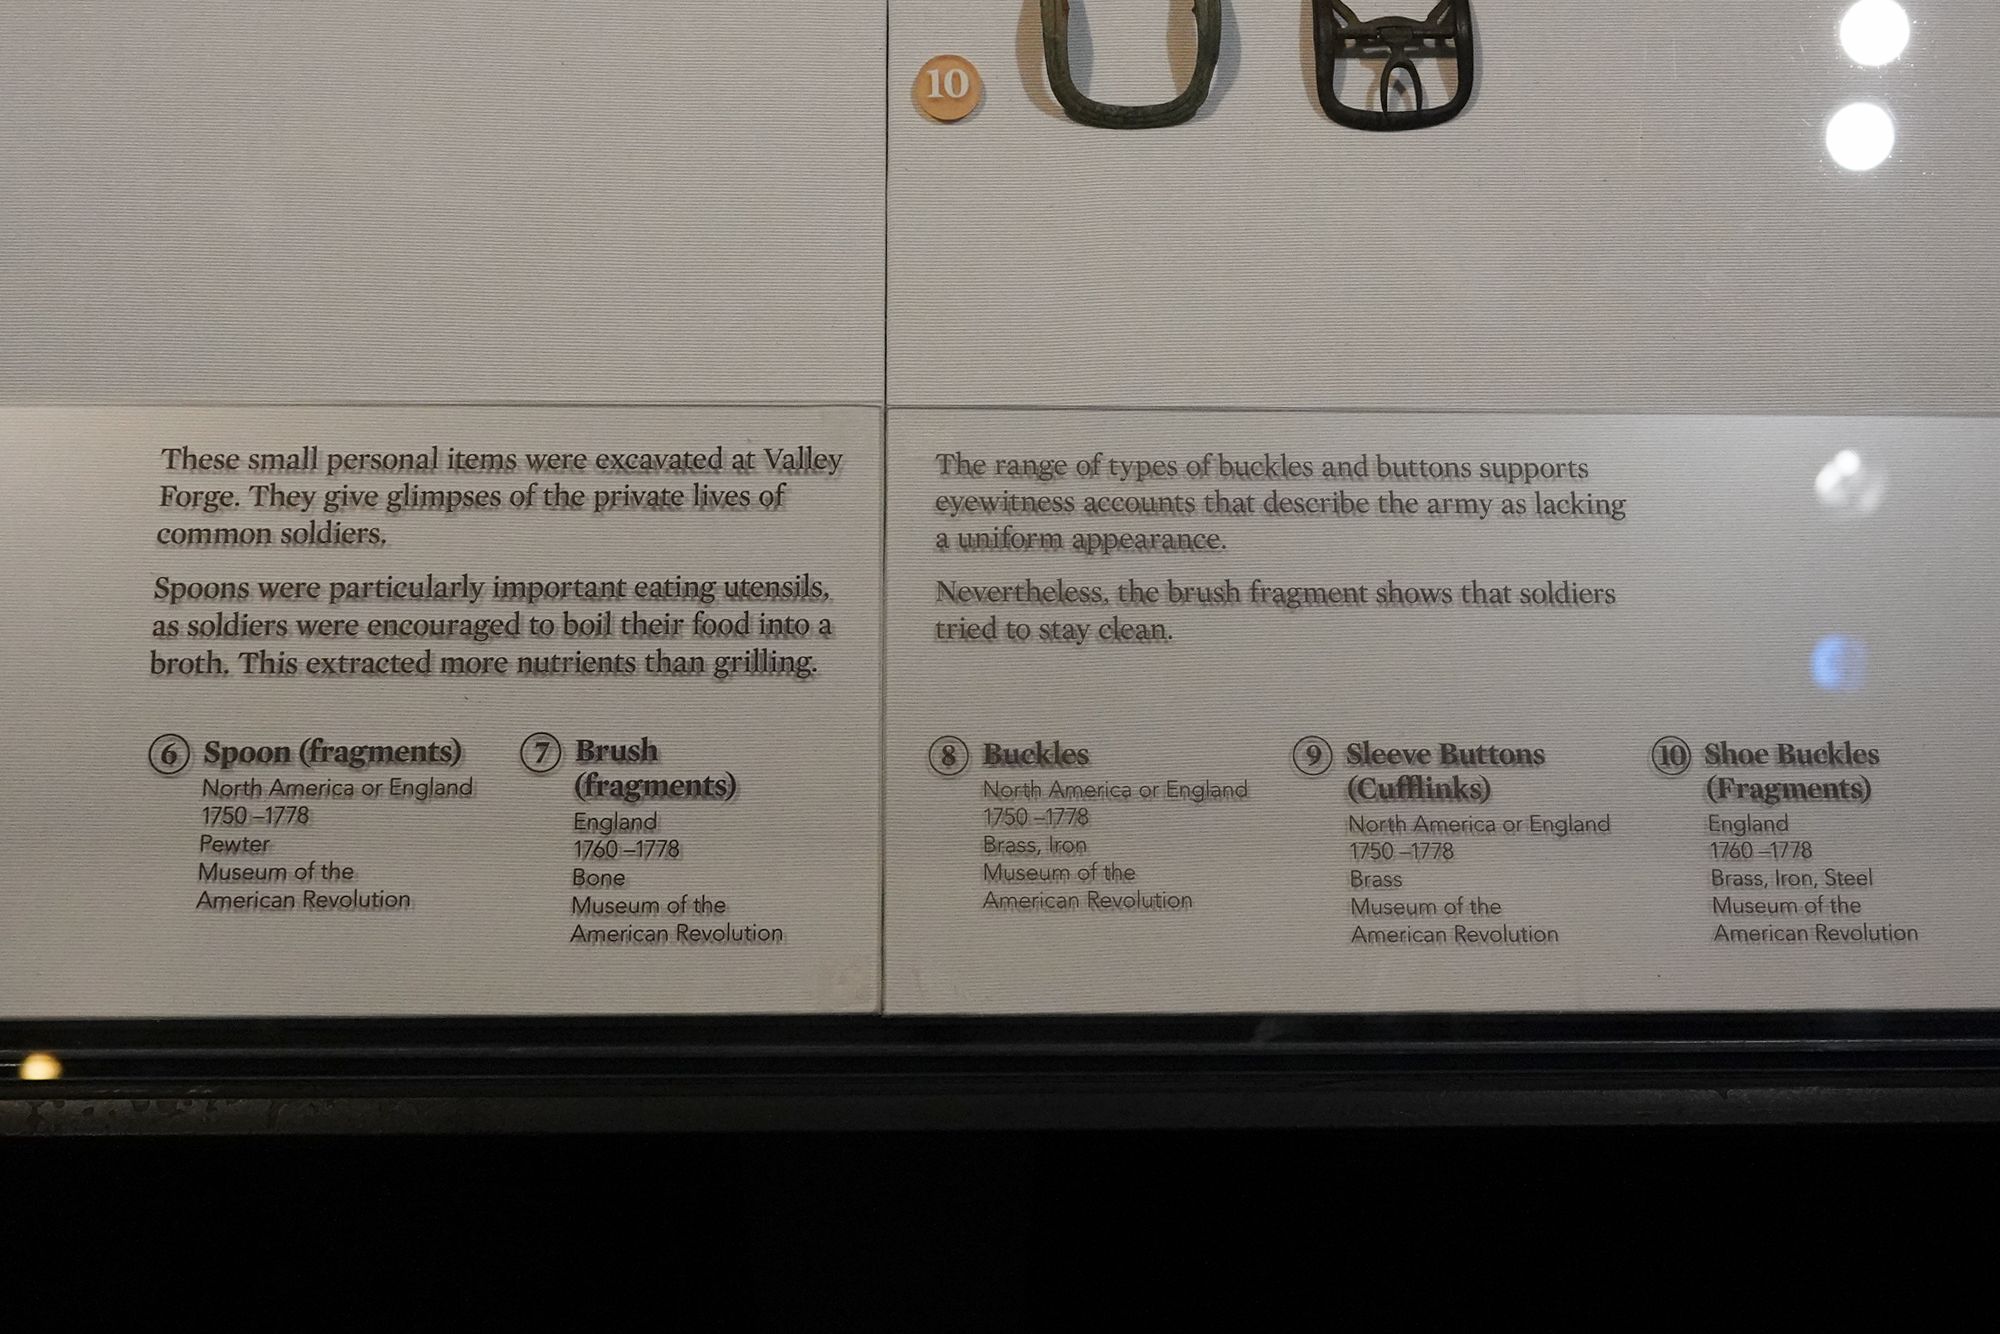 10
These small personal items were excavated at Valley
Forge. They give glimpses of the private lives of
common soldiers.
Spoons were particularly important eating utensils,
as soldiers were encouraged to boil their food into a
broth. This extracted more nutrients than grilling.
6 Spoon (fragments)
North America or England
1750–1778
Pewter
Museum of the
American Revolution
7 Brush
(fragments)
England
1760–1778
Bone
Museum of the
American Revolution
The range of types of buckles and buttons supports
eyewitness accounts that describe the army as lacking
a uniform appearance.
Nevertheless, the brush fragment shows that soldiers
tried to stay clean.
8 Buckles
North America or England
1750–1778
Brass, Iron
Museum of the
American Revolution
9 Sleeve Buttons
(Cufflinks)
North America or England
1750–1778
Brass
Museum of the
American Revolution
10 Shoe Buckles
(Fragments)
England
1760–1778
Brass, Iron, Steel
Museum of the
American Revolution